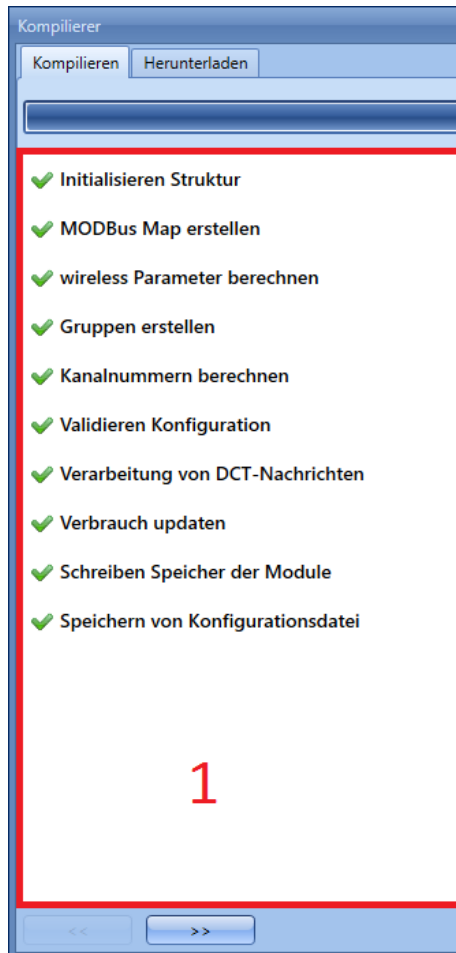 Kompilierer
Kompilieren Herunterladen
Initialisieren Struktur
MODBus Map erstellen
wireless Parameter berechnen
Gruppen erstellen
Kanalnummern berechnen
Validieren Konfiguration
Verarbeitung von DCT-Nachrichten
Verbrauch updaten
Schreiben Speicher der Module
Speichern von Konfigurationsdatei
1
<< >>